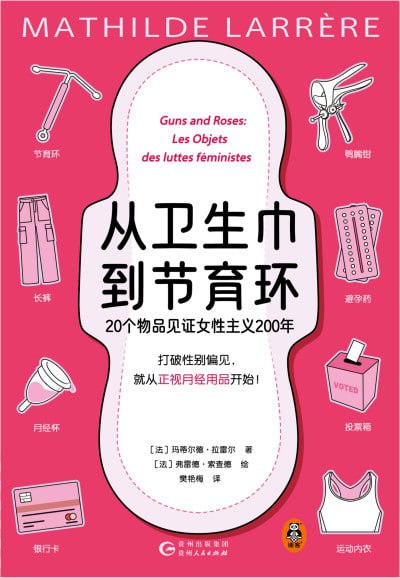 MATHILDE LARRÈRE
Guns and Roses:
Les Objets
des luttes féministes
节育环
鸭嘴钳
从卫生巾
到节育环
20个物品见证女性主义200年
长裤
避孕药
打破性别偏见,
就从正视月经用品开始!
VOTED
月经杯
投票箱
[法]玛蒂尔德·拉雷尔 著
[法]弗雷德·索查德 绘
樊艳梅 译
银行卡
读客
运动内衣
贵州出版集团
贵州人民出版社